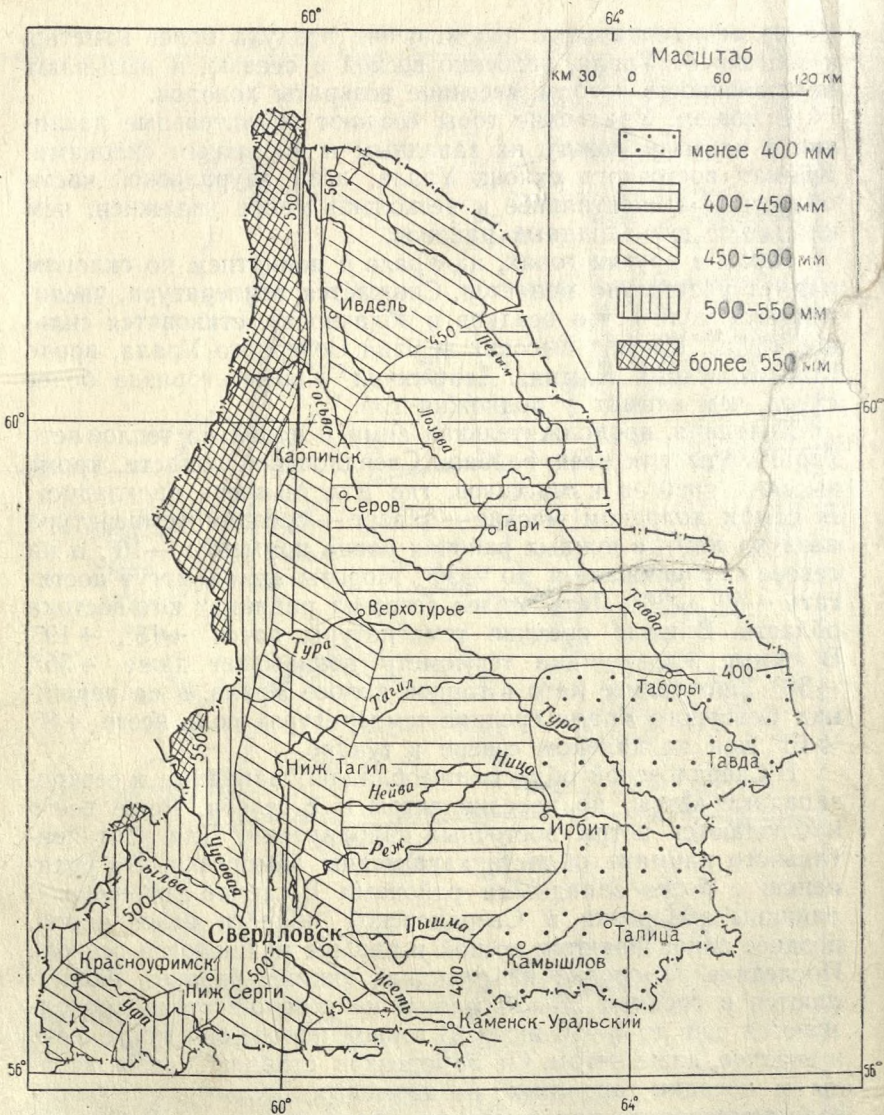 60°
64°
Масштаб
км 30 0 60 120 км
менее 400 мм
400-450 мм
450-500 мм
500-550 мм
более 550 мм
550
500
Ивдель
450
Пелым
Сосьва
Лозьва
60°
60°
Карпинск
Серов
Гари
Верхотурье
Тавда
Тура
400
Таборы
Тагил
Тура
550
Тавда
Ниж Тагил
Ница
Нейва
Ирбит
Реж
Чусовая
Сылва
500
Пышма
Талица
Свердловск
Камышлов
Красноуфимск
500
400
Ниж Серги
Исеть
450
Уфа
Каменск-Уральский
56°
56°
60°
64°